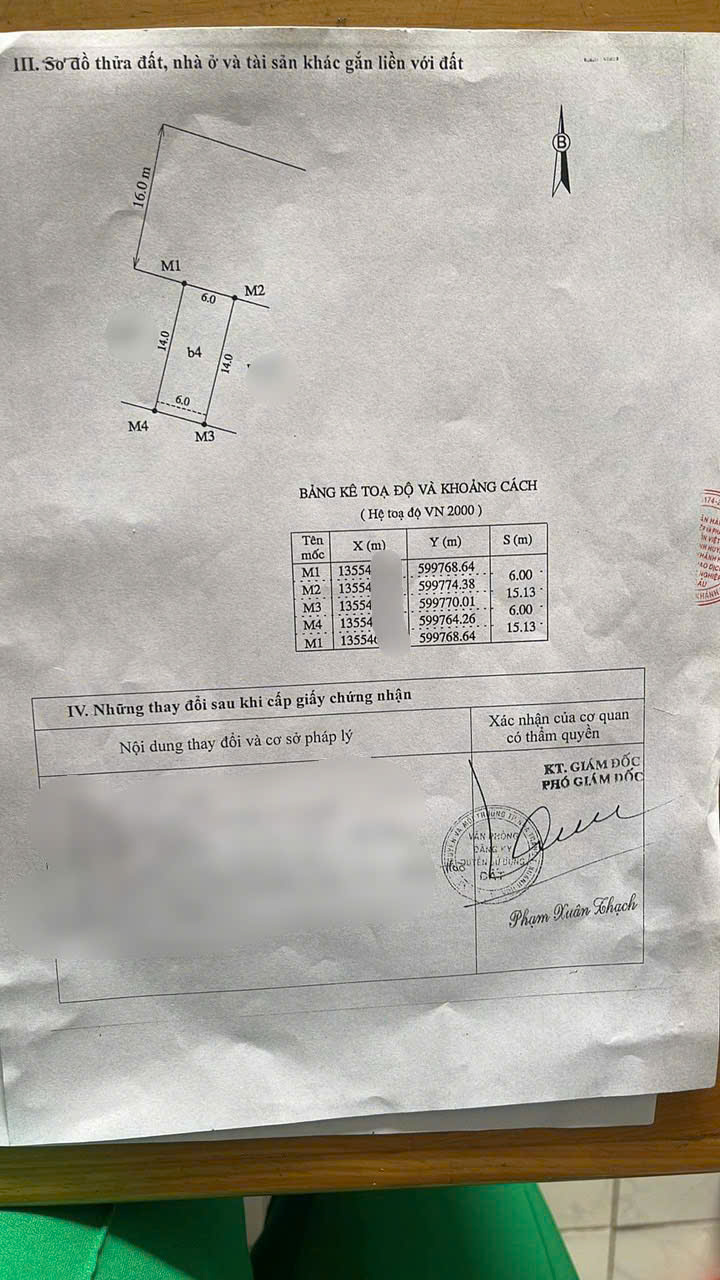 III. Sơ đồ thửa đất, nhà ở và tài sản khác gắn liền với đất
B
16.0 m
M1
M2
6.0
14.0
b4
14.0
6.0
M4
M3
BẢNG KÊ TOẠ ĐỘ VÀ KHOẢNG CÁCH
( Hệ toạ độ VN 2000 )
Tên mốc X (m) Y (m) S (m)
M1 13554 599768.64
6.00
M2 13554 599774.38
15.13
M3 13554 599770.01
6.00
M4 13554 599764.26
15.13
M1 13554 599768.64
IV. Những thay đổi sau khi cấp giấy chứng nhận
Nội dung thay đổi và cơ sở pháp lý
Xác nhận của cơ quan
có thẩm quyền
KT. GIÁM ĐỐC
PHÓ GIÁM ĐỐC
VĂN PHÒNG
ĐĂNG KÝ
QUYỀN SỬ DỤNG
ĐẤT
Phạm Xuân Thạch